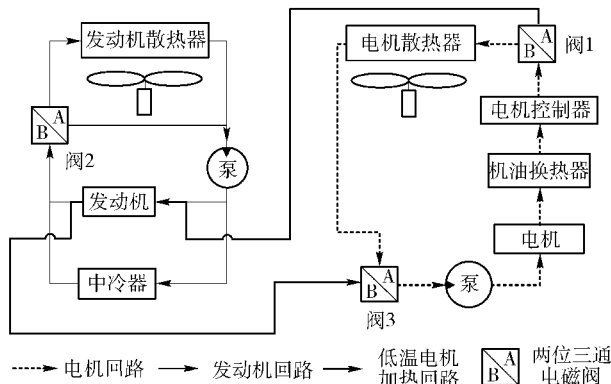 发动机散热器
电机散热器
A
B
阀1
电机控制器
A
B
阀2
泵
机油换热器
发动机
电机
中冷器
A
B
阀3
泵
电机回路
发动机回路
低温电机
加热回路
A
B
两位三通
电磁阀